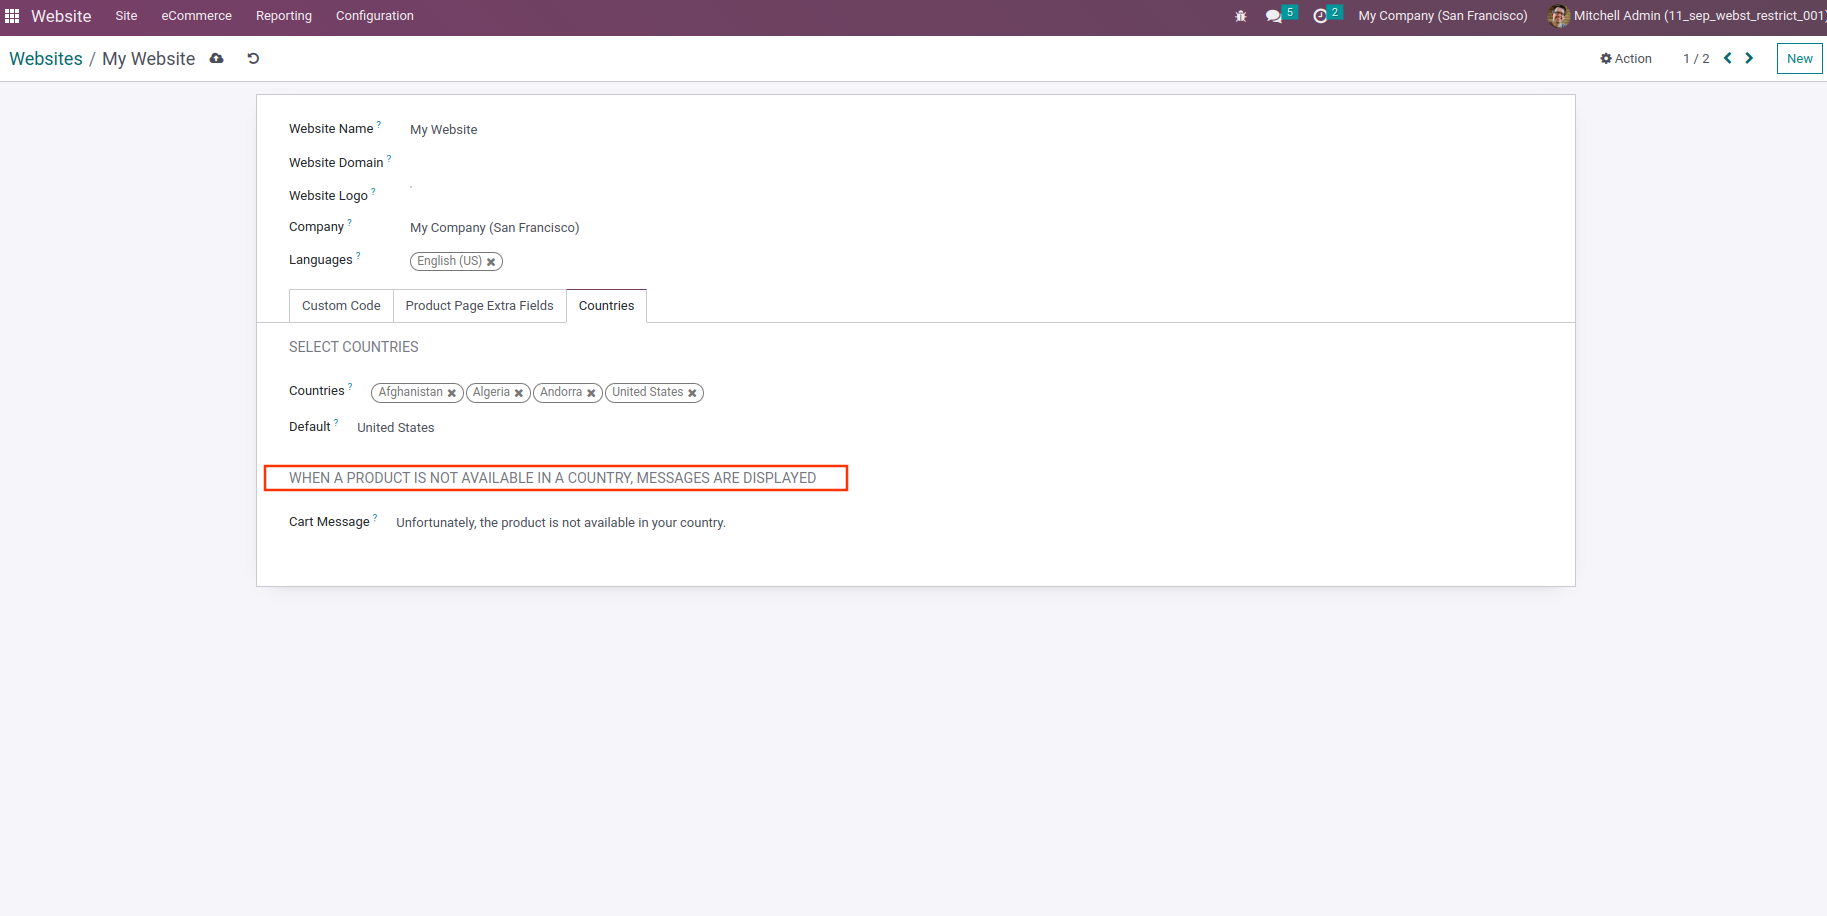 Website Site eCommerce Reporting Configuration 5 2 My Company (San Francisco) Mitchell Admin (11_sep_webst_restrict_001)
Websites / My Website Action 1 / 2 New
Website Name ? My Website
Website Domain ?
Website Logo ?
Company ? My Company (San Francisco)
Languages ? English (US)
Custom Code Product Page Extra Fields Countries
SELECT COUNTRIES
Countries ? Afghanistan Algeria Andorra United States
Default ? United States
WHEN A PRODUCT IS NOT AVAILABLE IN A COUNTRY, MESSAGES ARE DISPLAYED
Cart Message ? Unfortunately, the product is not available in your country.